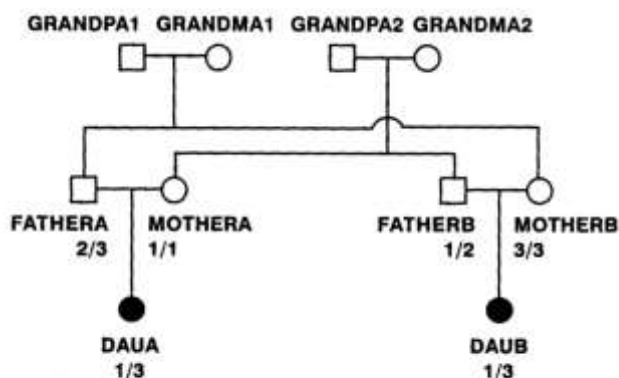 GRANDPA1 GRANDMA1 GRANDPA2 GRANDMA2
FATHERA MOTHERA FATHERB MOTHERB
2/3 1/1 1/2 3/3
DAUA DAUB
1/3 1/3